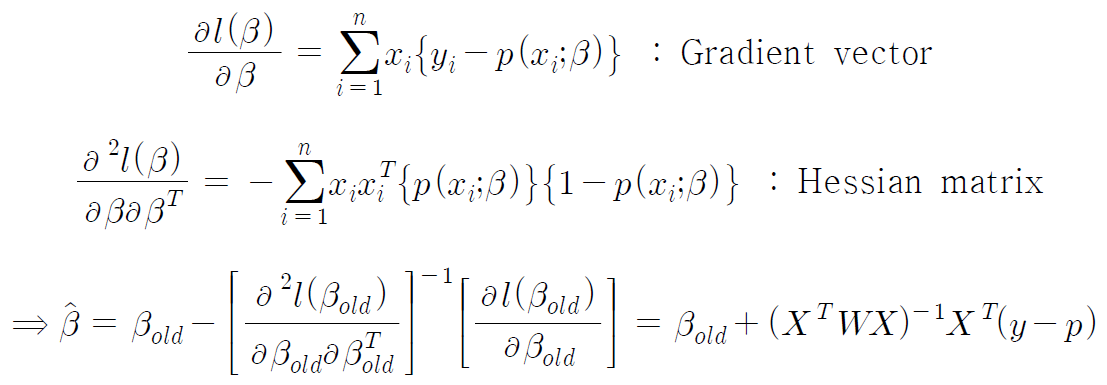 ∂l(β)/∂β = Σ_{i=1}^{n} x_i{y_i − p(x_i;β)} : Gradient vector
∂²l(β)/∂β∂β^T = −Σ_{i=1}^{n} x_i x_i^T{p(x_i;β)}{1 − p(x_i;β)} : Hessian matrix
⇒ β̂ = β_old − [∂²l(β_old)/∂β_old∂β_old^T]^{−1} [∂l(β_old)/∂β_old] = β_old + (X^T WX)^{−1} X^T(y − p)